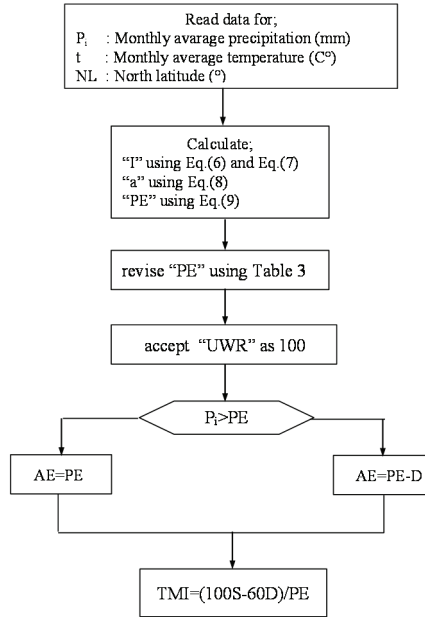 Read data for;
Pi : Monthly avarage precipitation (mm)
t : Monthly average temperature (C°)
NL : North latitude (°)
Calculate;
“I” using Eq.(6) and Eq.(7)
“a” using Eq.(8)
“PE” using Eq.(9)
revise “PE” using Table 3
accept “UWR” as 100
Pi>PE
AE=PE
AE=PE-D
TMI=(100S-60D)/PE